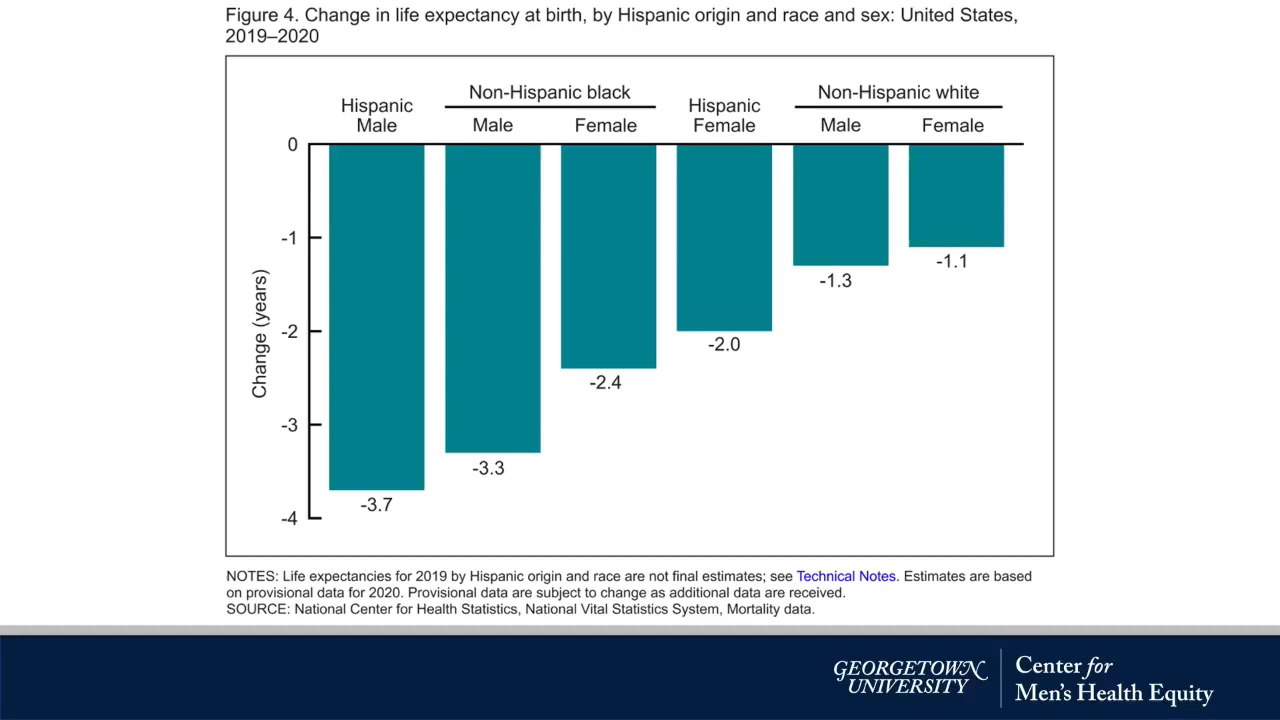 Figure 4. Change in life expectancy at birth, by Hispanic origin and race and sex: United States,
2019–2020
Non-Hispanic black
Non-Hispanic white
Hispanic
Male
Male
Female
Hispanic
Female
Male
Female
0
-1
-2
-3
-4
Change (years)
-3.7
-3.3
-2.4
-2.0
-1.3
-1.1
NOTES: Life expectancies for 2019 by Hispanic origin and race are not final estimates; see Technical Notes. Estimates are based
on provisional data for 2020. Provisional data are subject to change as additional data are received.
SOURCE: National Center for Health Statistics, National Vital Statistics System, Mortality data.
GEORGETOWN
UNIVERSITY
Center for
Men's Health Equity